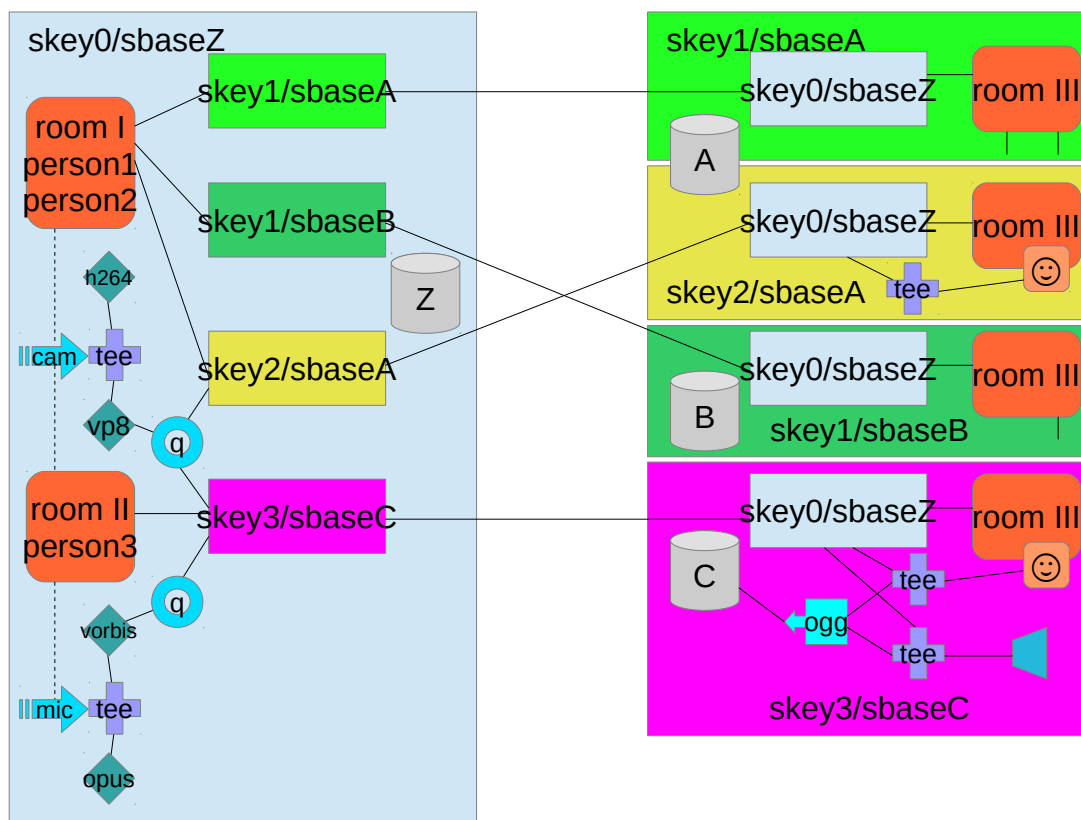 skey0/sbaseZ
skey1/sbaseA
room I
person1
person2
skey1/sbaseB
Z
h264
cam
tee
skey2/sbaseA
vp8
q
room II
person3
skey3/sbaseC
q
vorbis
mic
tee
opus
skey1/sbaseA
skey0/sbaseZ
room III
A
skey0/sbaseZ
room III
tee
skey2/sbaseA
skey0/sbaseZ
room III
B
skey1/sbaseB
skey0/sbaseZ
room III
C
tee
ogg
tee
skey3/sbaseC